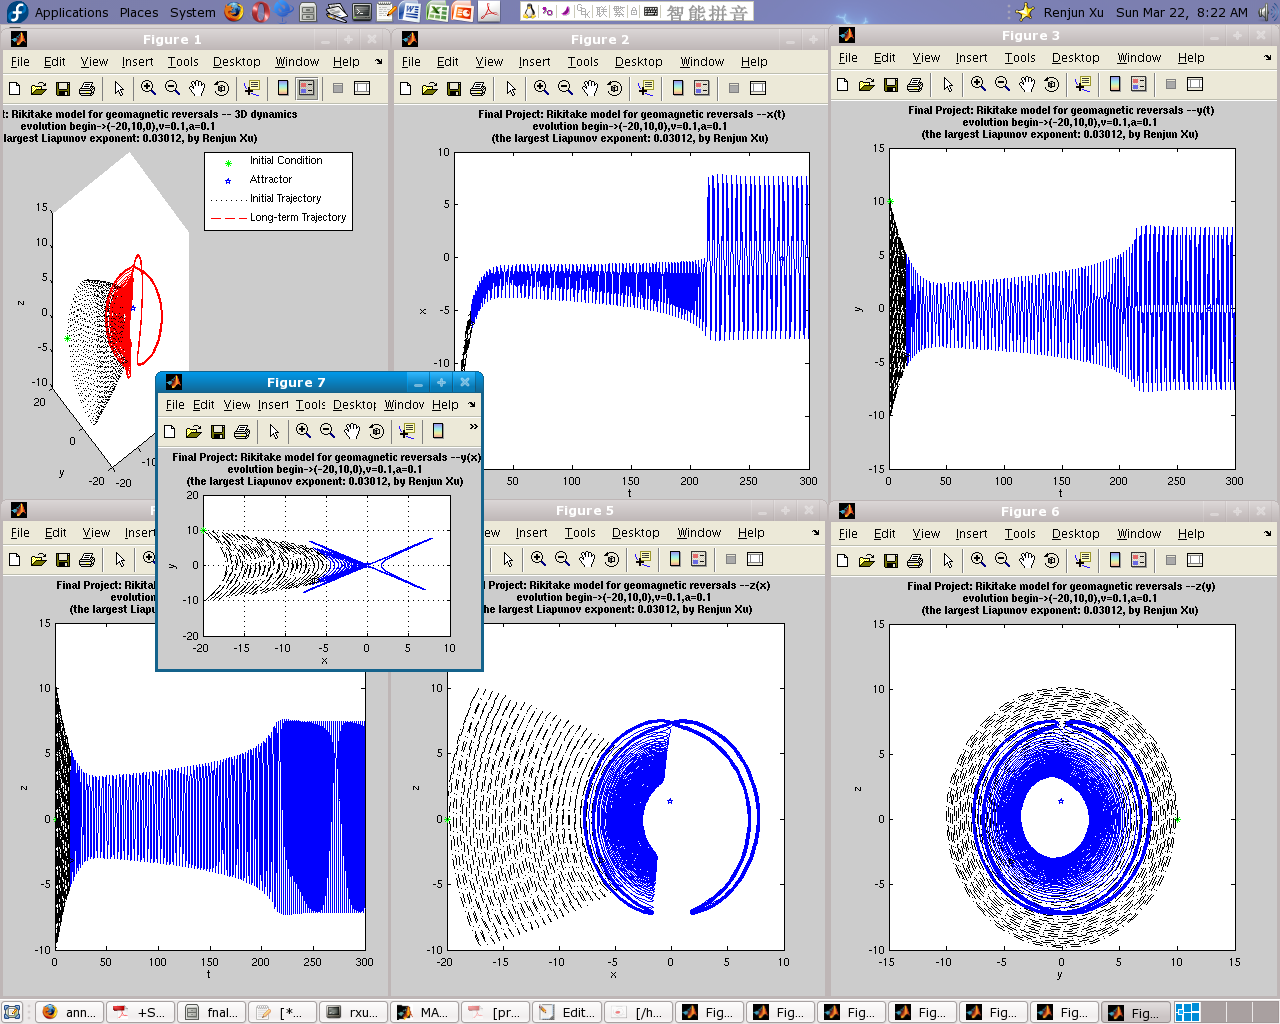 Applications Places System
联 繁 智能拼音
Renjun Xu Sun Mar 22, 8:22 AM
Figure 1
File Edit View Insert Tools Desktop Window Help
: Rikitake model for geomagnetic reversals -- 3D dynamics
evolution begin->(-20,10,0),v=0.1,a=0.1
largest Liapunov exponent: 0.03012, by Renjun Xu)
Initial Condition
Attractor
Initial Trajectory
Long-term Trajectory
15
10
5
0
-5
-10
z
20
0
-20
y
-20
-10
Figure 2
File Edit View Insert Tools Desktop Window Help
Final Project: Rikitake model for geomagnetic reversals --x(t)
evolution begin->(-20,10,0),v=0.1,a=0.1
(the largest Liapunov exponent: 0.03012, by Renjun Xu)
10
5
0
-5
-10
x
50 100 150 200 250 300
t
Figure 3
File Edit View Insert Tools Desktop Window Help
Final Project: Rikitake model for geomagnetic reversals --y(t)
evolution begin->(-20,10,0),v=0.1,a=0.1
(the largest Liapunov exponent: 0.03012, by Renjun Xu)
15
10
5
0
-5
-10
-15
y
0 50 100 150 200 250 300
t
Figure 7
File Edit View Insert Tools Desktop Window Help
Final Project: Rikitake model for geomagnetic reversals --y(x)
evolution begin->(-20,10,0),v=0.1,a=0.1
(the largest Liapunov exponent: 0.03012, by Renjun Xu)
20
10
0
-10
-20
y
-20 -15 -10 -5 0 5 10
x
F
File Edit View Insert
Final Project: Rikitake
evolution
(the largest Liapu
15
10
5
0
-5
-10
z
0 50 100 150 200 250 300
t
Figure 5
Insert Tools Desktop Window Help
l Project: Rikitake model for geomagnetic reversals --z(x)
evolution begin->(-20,10,0),v=0.1,a=0.1
he largest Liapunov exponent: 0.03012, by Renjun Xu)
10
5
0
-5
-10
z
-20 -15 -10 -5 0 5 10
x
Figure 6
File Edit View Insert Tools Desktop Window Help
Final Project: Rikitake model for geomagnetic reversals --z(y)
evolution begin->(-20,10,0),v=0.1,a=0.1
(the largest Liapunov exponent: 0.03012, by Renjun Xu)
15
10
5
0
-5
-10
z
-15 -10 -5 0 5 10 15
y
ann... +S... fnal... [*... rxu... MA... [pr... Edit... [/h... Fig... Fig... Fig... Fig... Fig... Fig... Fig...